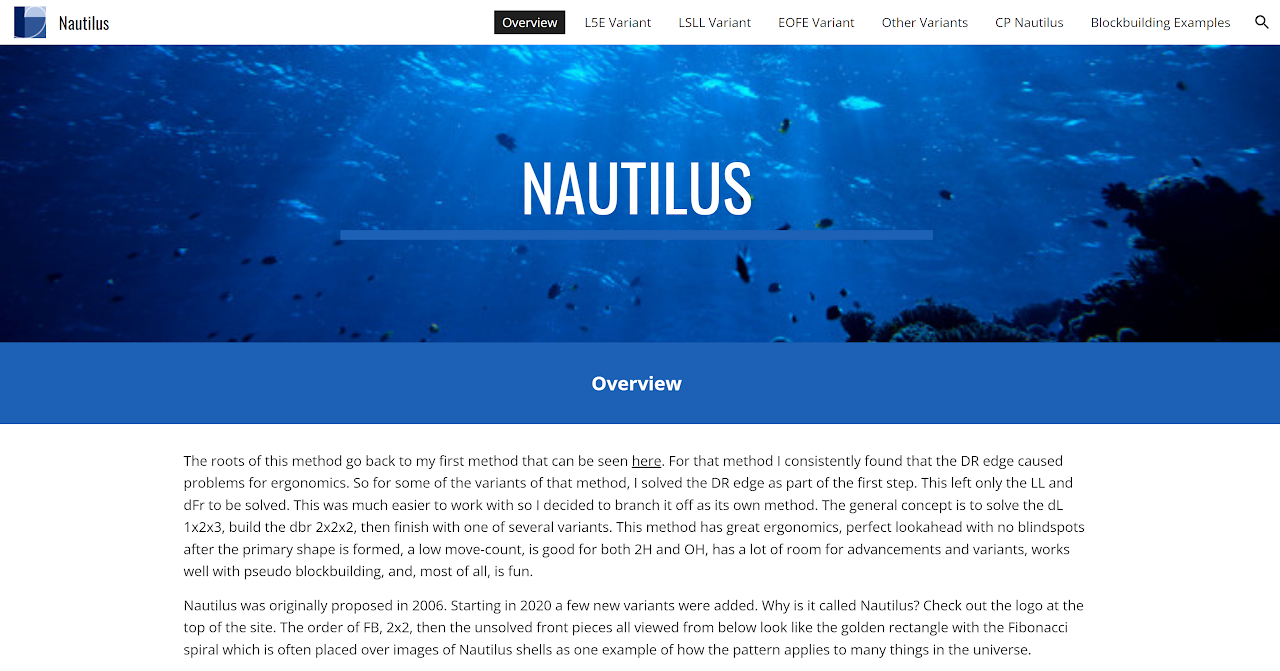 Nautilus
Overview
L5E Variant
LSLL Variant
EOFE Variant
Other Variants
CP Nautilus
Blockbuilding Examples
NAUTILUS
Overview
The roots of this method go back to my first method that can be seen here. For that method I consistently found that the DR edge caused
problems for ergonomics. So for some of the variants of that method, I solved the DR edge as part of the first step. This left only the LL and
dFr to be solved. This was much easier to work with so I decided to branch it off as its own method. The general concept is to solve the dL
1x2x3, build the dbr 2x2x2, then finish with one of several variants. This method has great ergonomics, perfect lookahead with no blindspots
after the primary shape is formed, a low move-count, is good for both 2H and OH, has a lot of room for advancements and variants, works
well with pseudo blockbuilding, and, most of all, is fun.
Nautilus was originally proposed in 2006. Starting in 2020 a few new variants were added. Why is it called Nautilus? Check out the logo at the
top of the site. The order of FB, 2x2, then the unsolved front pieces all viewed from below look like the golden rectangle with the Fibonacci
spiral which is often placed over images of Nautilus shells as one example of how the pattern applies to many things in the universe.